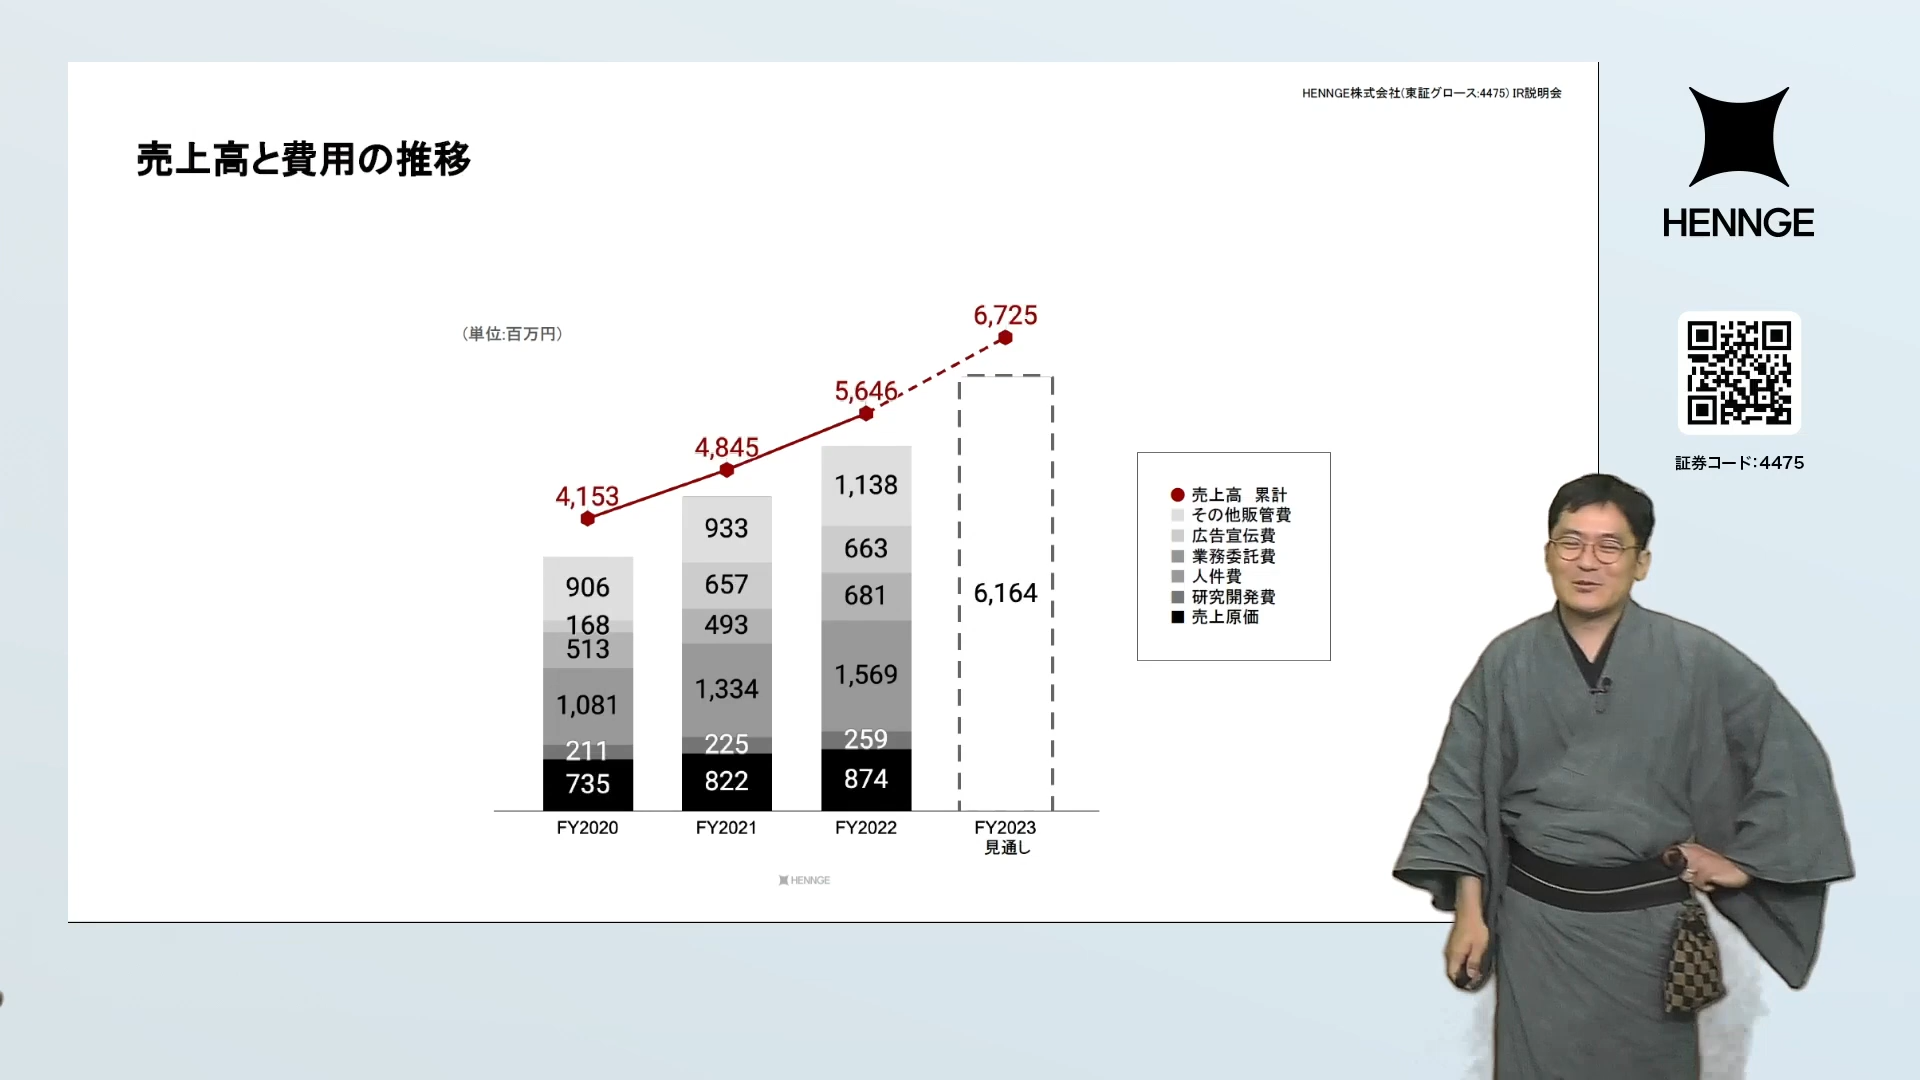 HENNGE株式会社(東証グロース:4475) IR説明会
売上高と費用の推移
(単位:百万円)
6,725
5,646
4,845
4,153
906
168
513
1,081
211
735
933
657
493
1,334
225
822
1,138
663
681
1,569
259
874
6,164
FY2020
FY2021
FY2022
FY2023
見通し
売上高 累計
その他販管費
広告宣伝費
業務委託費
人件費
研究開発費
売上原価
HENNGE
HENNGE
証券コード:4475